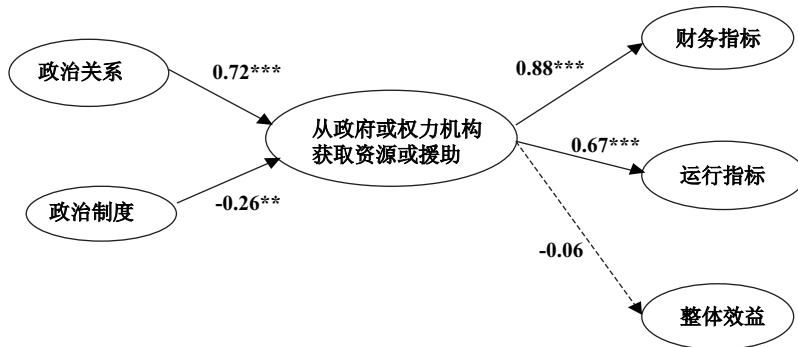 财务指标
政治关系
0.72***
0.88***
从政府或权力机构
获取资源或援助
0.67***
运行指标
政治制度
-0.26**
-0.06
整体效益